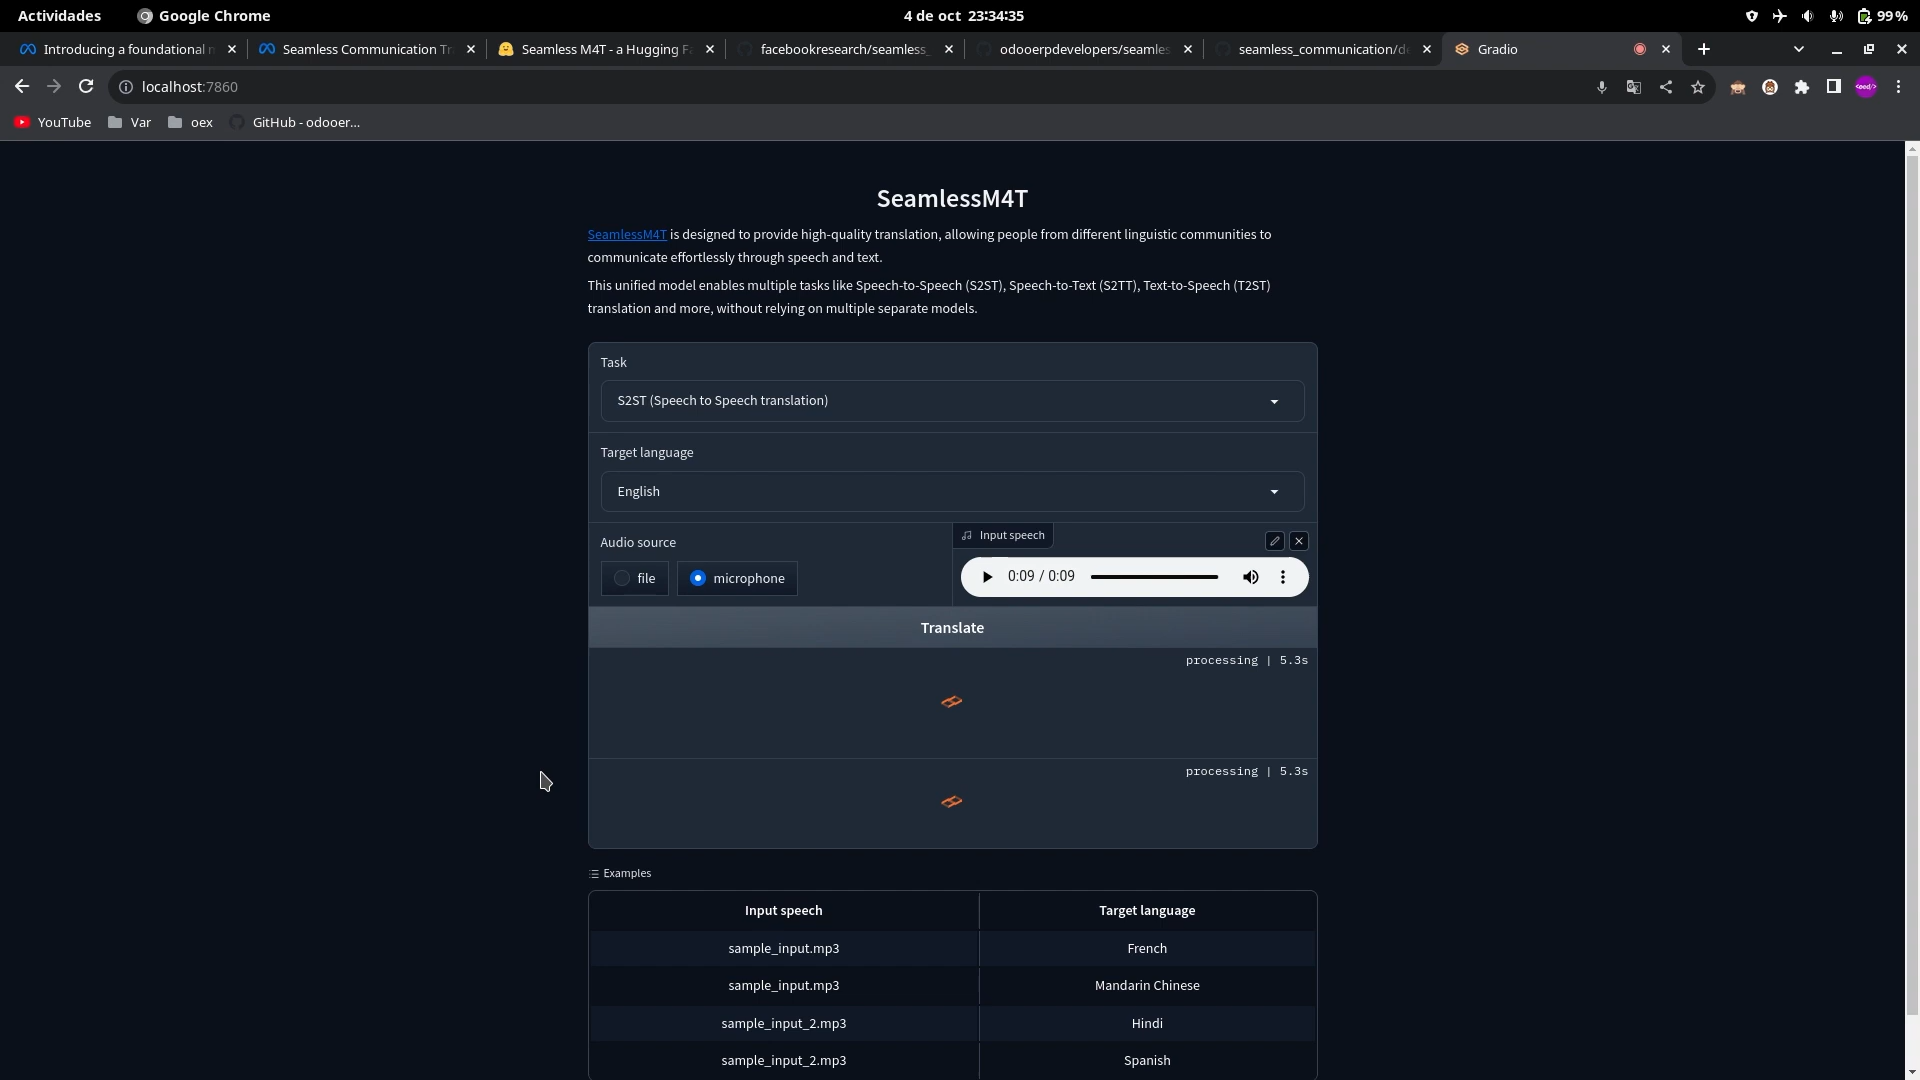 Actividades Google Chrome 4 de oct 23:34:35 99%
Introducing a foundational Seamless Communication Seamless M4T - a Hugging facebookresearch/seamless_ odooerpdevelopers/seamles seamless_communication/de Gradio
localhost:7860
YouTube Var oex GitHub - odooer...
SeamlessM4T
SeamlessM4T is designed to provide high-quality translation, allowing people from different linguistic communities to
communicate effortlessly through speech and text.
This unified model enables multiple tasks like Speech-to-Speech (S2ST), Speech-to-Text (S2TT), Text-to-Speech (T2ST)
translation and more, without relying on multiple separate models.
Task
S2ST (Speech to Speech translation)
Target language
English
Audio source
Input speech
file microphone
0:09 / 0:09
Translate
processing | 5.3s
processing | 5.3s
Examples
Input speech Target language
sample_input.mp3 French
sample_input.mp3 Mandarin Chinese
sample_input_2.mp3 Hindi
sample_input_2.mp3 Spanish